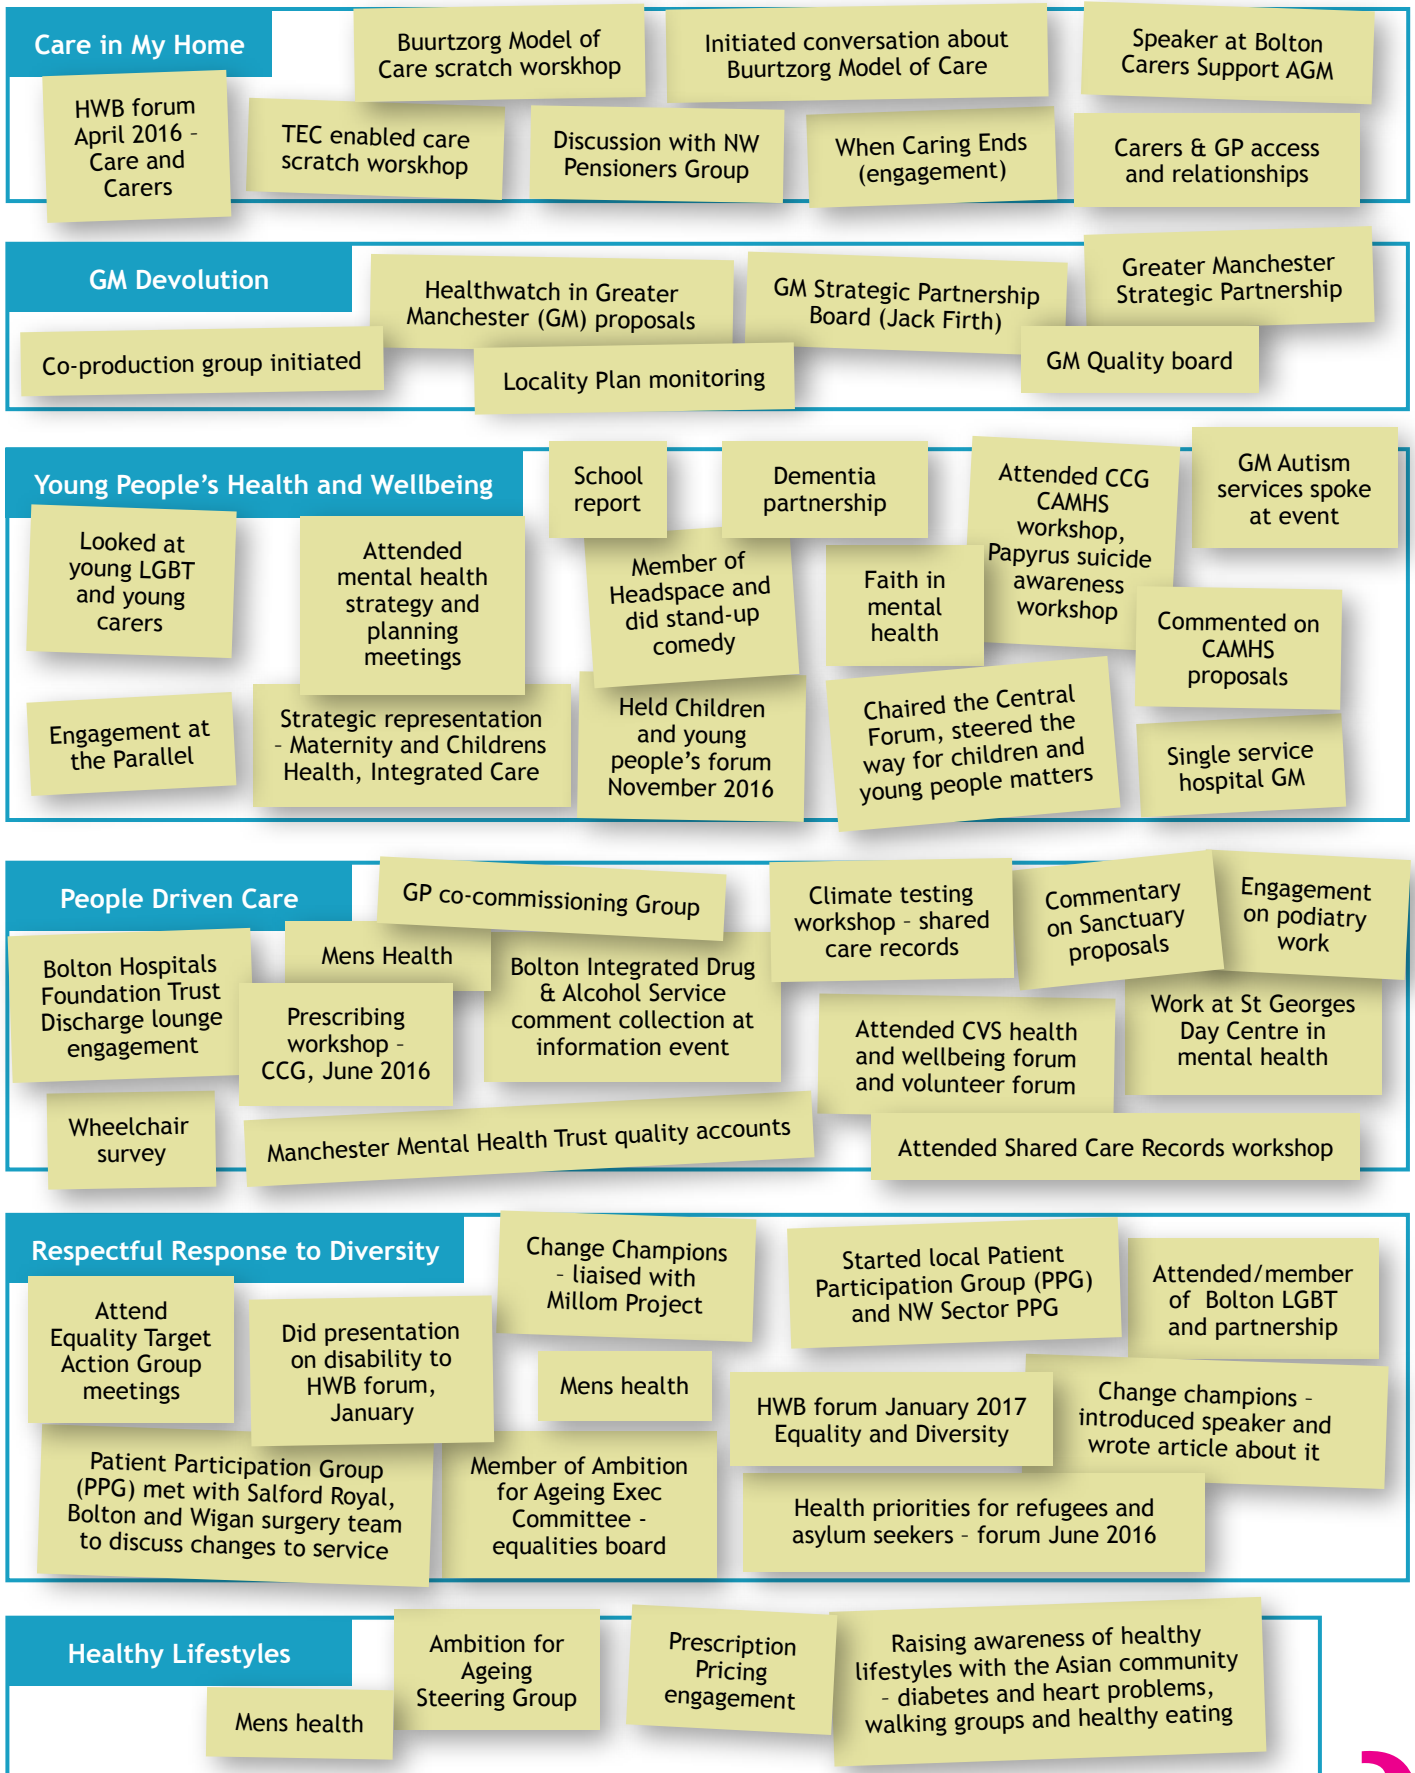 Care in My Home
Buurtzorg Model of
Care scratch worskhop
Initiated conversation about
Buurtzorg Model of Care
Speaker at Bolton
Carers Support AGM
HWB forum
April 2016 –
Care and
Carers
TEC enabled care
scratch worskhop
Discussion with NW
Pensioners Group
When Caring Ends
(engagement)
Carers & GP access
and relationships
GM Devolution
Healthwatch in Greater
Manchester (GM) proposals
GM Strategic Partnership
Board (Jack Firth)
Greater Manchester
Strategic Partnership
Co-production group initiated
Locality Plan monitoring
GM Quality board
Young People’s Health and Wellbeing
School
report
Dementia
partnership
Attended CCG
CAMHS
workshop,
Papyrus suicide
awareness
workshop
GM Autism
services spoke
at event
Looked at
young LGBT
and young
carers
Attended
mental health
strategy and
planning
meetings
Member of
Headspace and
did stand-up
comedy
Faith in
mental
health
Commented on
CAMHS
proposals
Engagement at
the Parallel
Strategic representation
– Maternity and Childrens
Health, Integrated Care
Held Children
and young
people’s forum
November 2016
Chaired the Central
Forum, steered the
way for children and
young people matters
Single service
hospital GM
People Driven Care
GP co-commissioning Group
Climate testing
workshop – shared
care records
Commentary
on Sanctuary
proposals
Engagement
on podiatry
work
Bolton Hospitals
Foundation Trust
Discharge lounge
engagement
Mens Health
Prescribing
workshop –
CCG, June 2016
Bolton Integrated Drug
& Alcohol Service
comment collection at
information event
Attended CVS health
and wellbeing forum
and volunteer forum
Work at St Georges
Day Centre in
mental health
Wheelchair
survey
Manchester Mental Health Trust quality accounts
Attended Shared Care Records workshop
Respectful Response to Diversity
Change Champions
– liaised with
Millom Project
Started local Patient
Participation Group (PPG)
and NW Sector PPG
Attended/member
of Bolton LGBT
and partnership
Attend
Equality Target
Action Group
meetings
Did presentation
on disability to
HWB forum,
January
Mens health
HWB forum January 2017
Equality and Diversity
Change champions –
introduced speaker and
wrote article about it
Patient Participation Group
(PPG) met with Salford Royal,
Bolton and Wigan surgery team
to discuss changes to service
Member of Ambition
for Ageing Exec
Committee -
equalities board
Health priorities for refugees and
asylum seekers – forum June 2016
Healthy Lifestyles
Mens health
Ambition for
Ageing
Steering Group
Prescription
Pricing
engagement
Raising awareness of healthy
lifestyles with the Asian community
– diabetes and heart problems,
walking groups and healthy eating